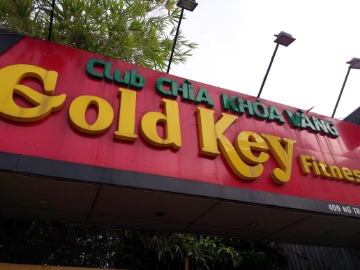 Club CHÌA KHÓA VÀNG
Gold Key Fitness